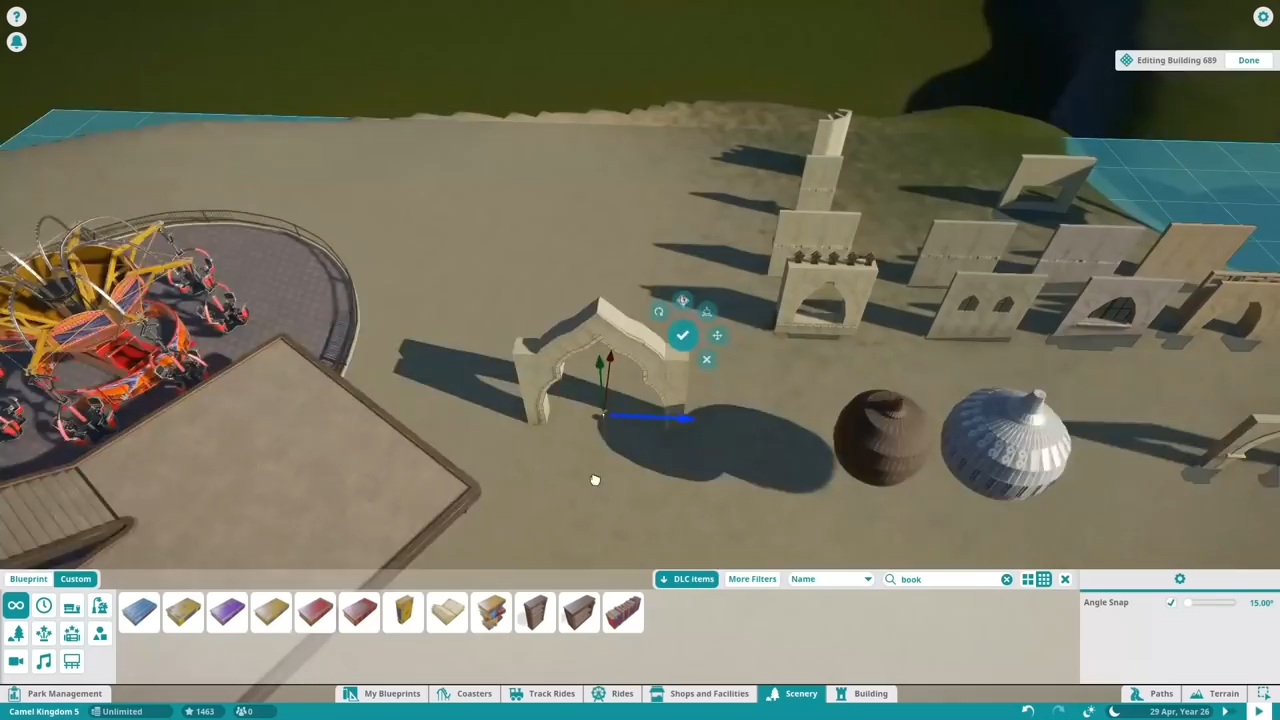 ?
Editing Building 689
Done
Blueprint
Custom
DLC items
More Filters
Name
book
Angle Snap
15.00°
Park Management
My Blueprints
Coasters
Track Rides
Rides
Shops and Facilities
Scenery
Building
Paths
Terrain
Camel Kingdom 5
Unlimited
1463
0
29 Apr, Year 26